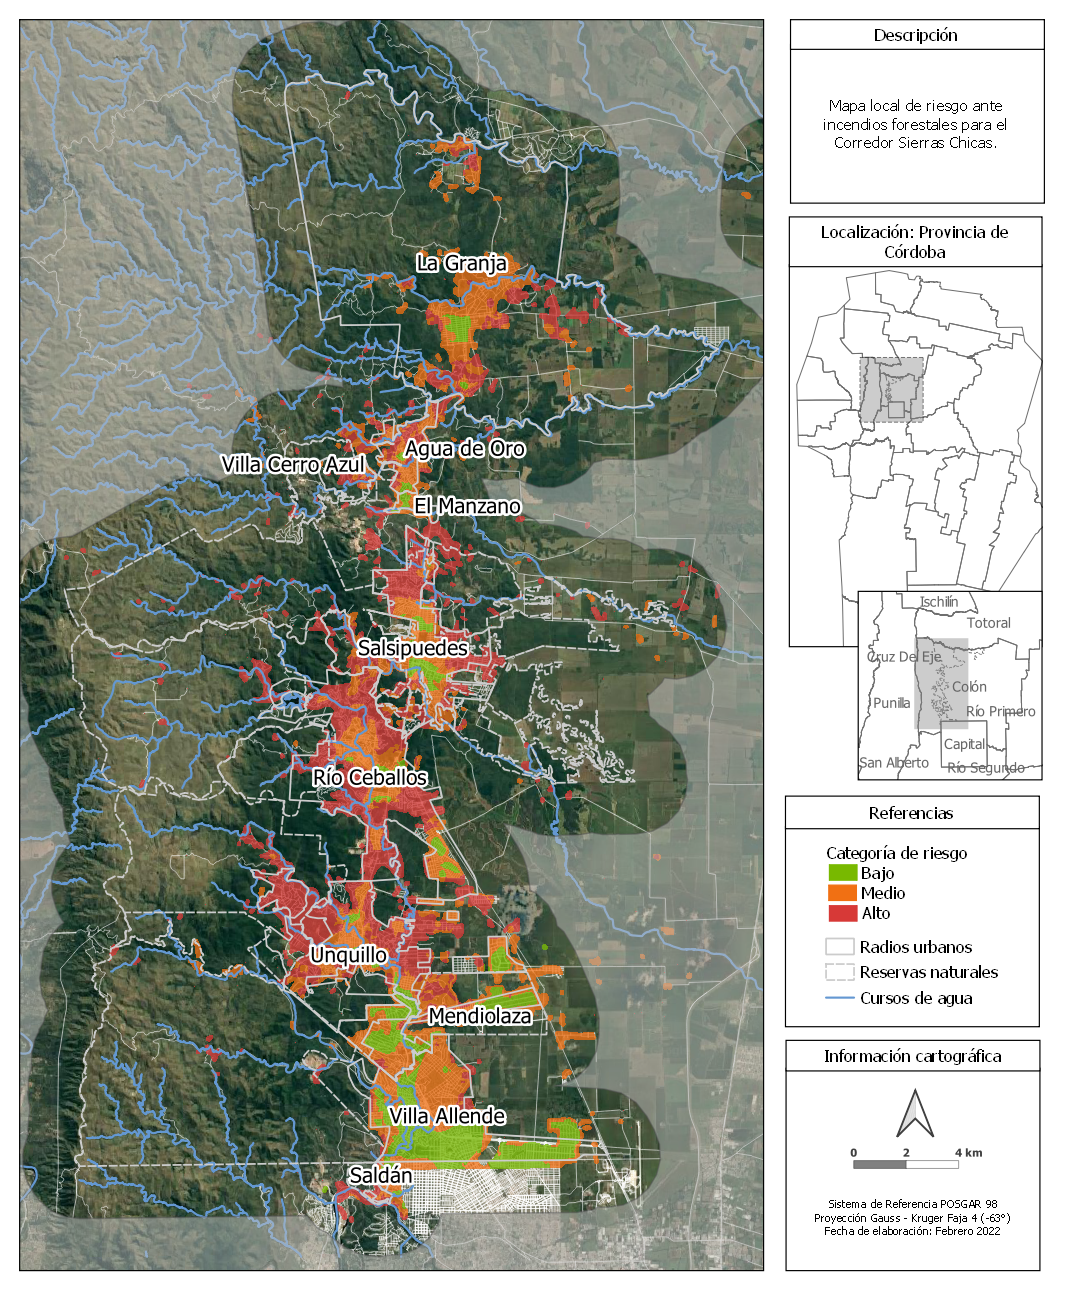 La Granja
Agua de Oro
Villa Cerro Azul
El Manzano
Salsipuedes
Río Ceballos
Unquillo
Mendiolaza
Villa Allende
Saldán
Descripción
Mapa local de riesgo ante
incendios forestales para el
Corredor Sierras Chicas.
Localización: Provincia de
Córdoba
Ischilín
Totoral
Cruz Del Eje
Colón
Punilla
Río Primero
Capital
San Alberto
Río Segundo
Referencias
Categoría de riesgo
Bajo
Medio
Alto
Radios urbanos
Reservas naturales
Cursos de agua
Información cartográfica
0 2 4 km
Sistema de Referencia POSGAR 98
Proyección Gauss - Kruger Faja 4 (-63°)
Fecha de elaboración: Febrero 2022